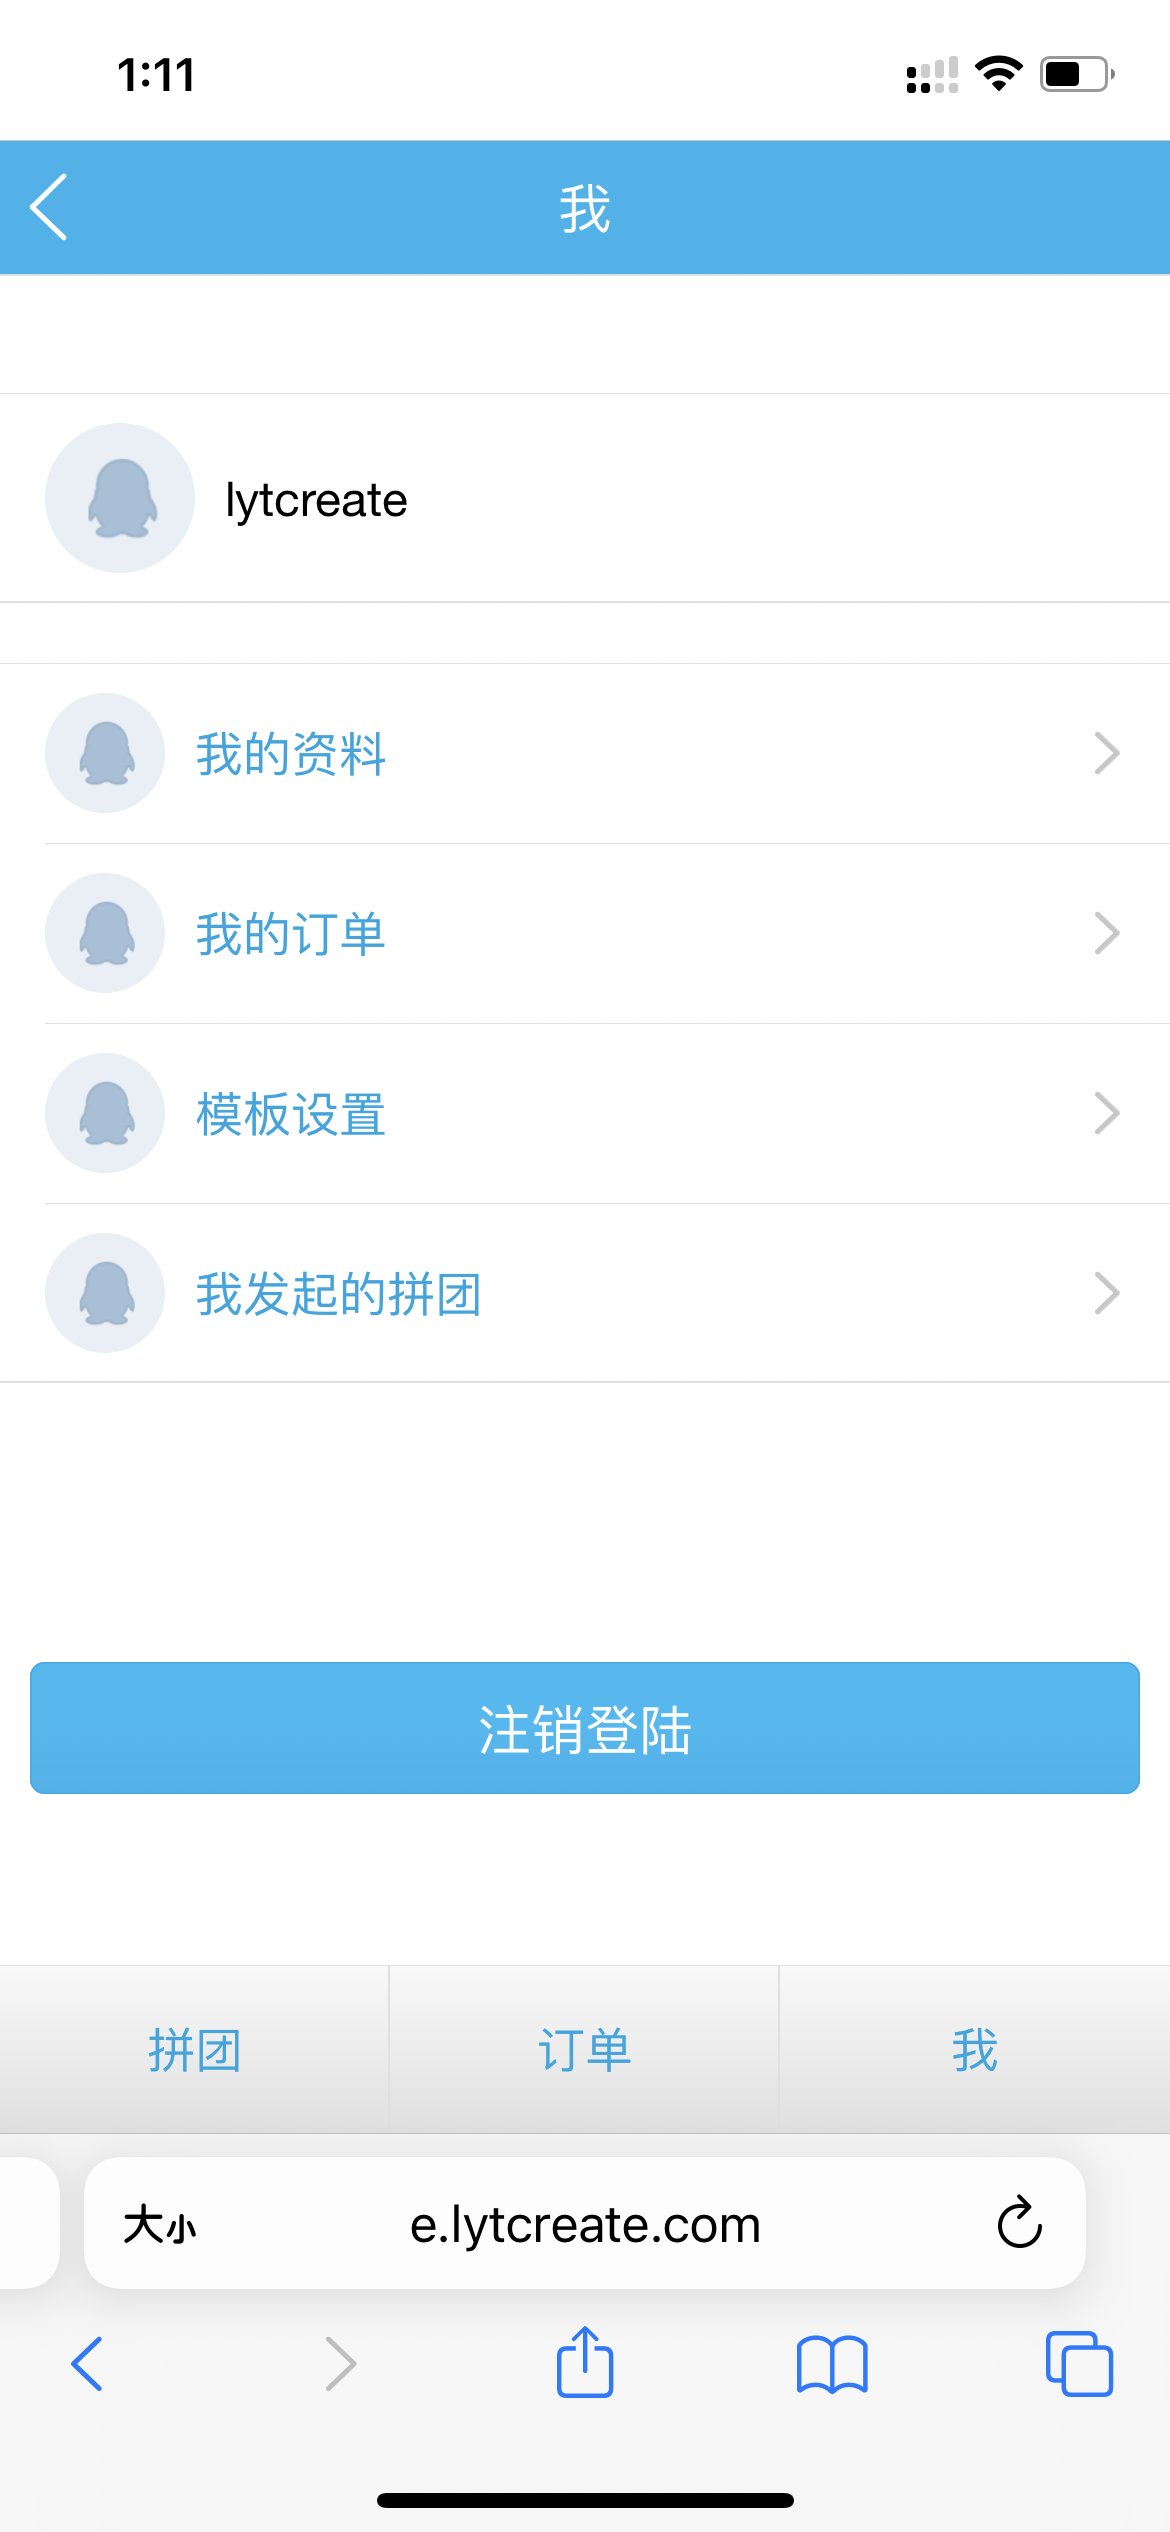 1:11
我
lytcreate
我的资料
我的订单
模板设置
我发起的拼团
注销登陆
拼团
订单
我
大小
e.lytcreate.com